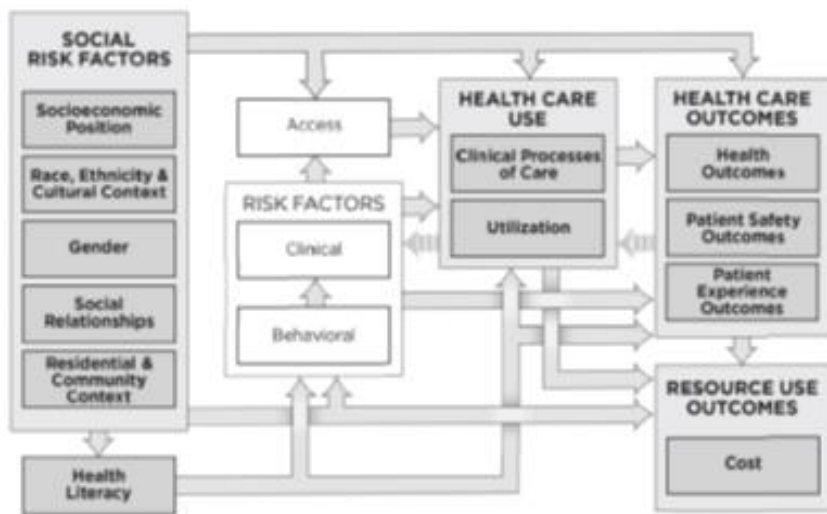 SOCIAL
RISK FACTORS
Socioeconomic
Position
Race, Ethnicity &
Cultural Context
Gender
Social
Relationships
Residential &
Community
Context
Health
Literacy
Access
RISK FACTORS
Clinical
Behavioral
HEALTH CARE
USE
Clinical Processes
of Care
Utilization
HEALTH CARE
OUTCOMES
Health
Outcomes
Patient Safety
Outcomes
Patient
Experience
Outcomes
RESOURCE USE
OUTCOMES
Cost